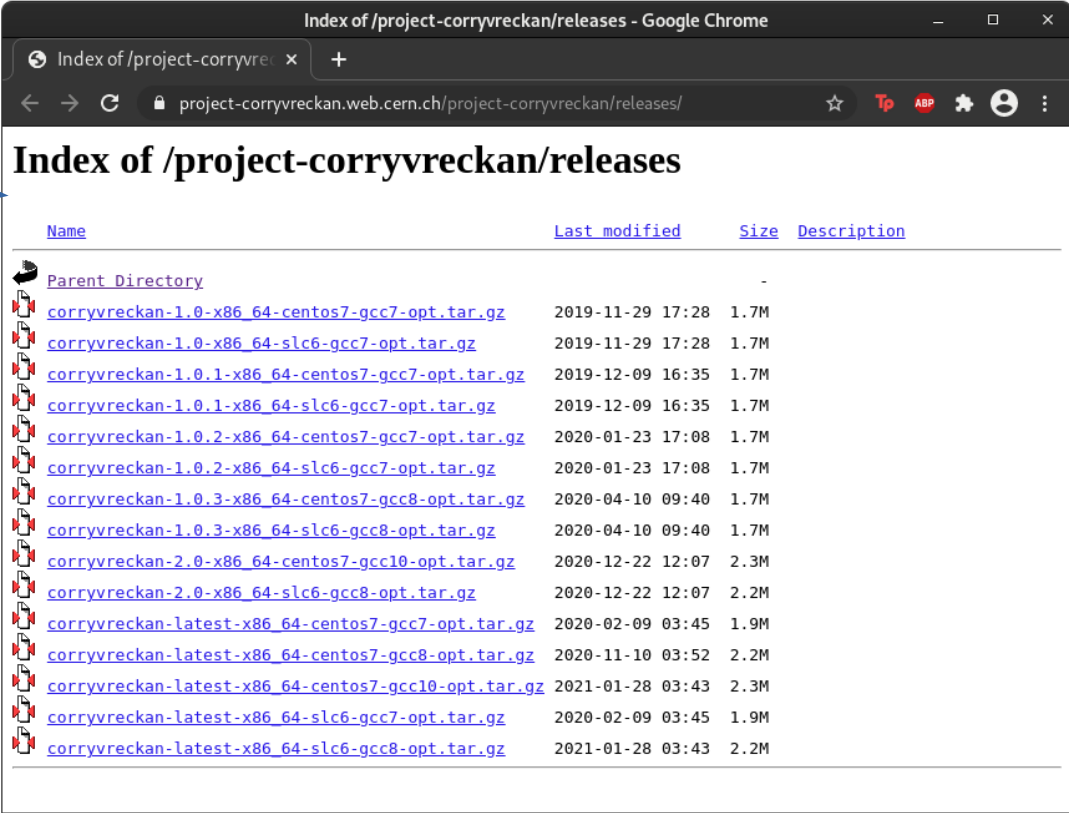 Index of /project-corryvreckan/releases - Google Chrome
Index of /project-corryvrec
project-corryvreckan.web.cern.ch/project-corryvreckan/releases/
Tp ABP
Index of /project-corryvreckan/releases
Name Last modified Size Description
Parent Directory -
corryvreckan-1.0-x86_64-centos7-gcc7-opt.tar.gz 2019-11-29 17:28 1.7M
corryvreckan-1.0-x86_64-slc6-gcc7-opt.tar.gz 2019-11-29 17:28 1.7M
corryvreckan-1.0.1-x86_64-centos7-gcc7-opt.tar.gz 2019-12-09 16:35 1.7M
corryvreckan-1.0.1-x86_64-slc6-gcc7-opt.tar.gz 2019-12-09 16:35 1.7M
corryvreckan-1.0.2-x86_64-centos7-gcc7-opt.tar.gz 2020-01-23 17:08 1.7M
corryvreckan-1.0.2-x86_64-slc6-gcc7-opt.tar.gz 2020-01-23 17:08 1.7M
corryvreckan-1.0.3-x86_64-centos7-gcc8-opt.tar.gz 2020-04-10 09:40 1.7M
corryvreckan-1.0.3-x86_64-slc6-gcc8-opt.tar.gz 2020-04-10 09:40 1.7M
corryvreckan-2.0-x86_64-centos7-gcc10-opt.tar.gz 2020-12-22 12:07 2.3M
corryvreckan-2.0-x86_64-slc6-gcc8-opt.tar.gz 2020-12-22 12:07 2.2M
corryvreckan-latest-x86_64-centos7-gcc7-opt.tar.gz 2020-02-09 03:45 1.9M
corryvreckan-latest-x86_64-centos7-gcc8-opt.tar.gz 2020-11-10 03:52 2.2M
corryvreckan-latest-x86_64-centos7-gcc10-opt.tar.gz 2021-01-28 03:43 2.3M
corryvreckan-latest-x86_64-slc6-gcc7-opt.tar.gz 2020-02-09 03:45 1.9M
corryvreckan-latest-x86_64-slc6-gcc8-opt.tar.gz 2021-01-28 03:43 2.2M